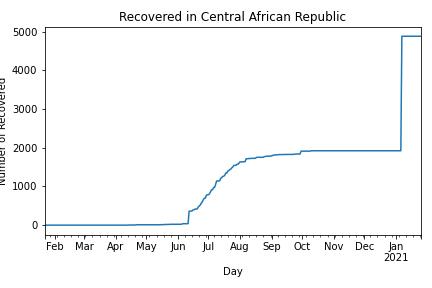 Recovered in Central African Republic
Number of Recovered
5000
4000
3000
2000
1000
0
Feb Mar Apr May Jun Jul Aug Sep Oct Nov Dec Jan
2021
Day